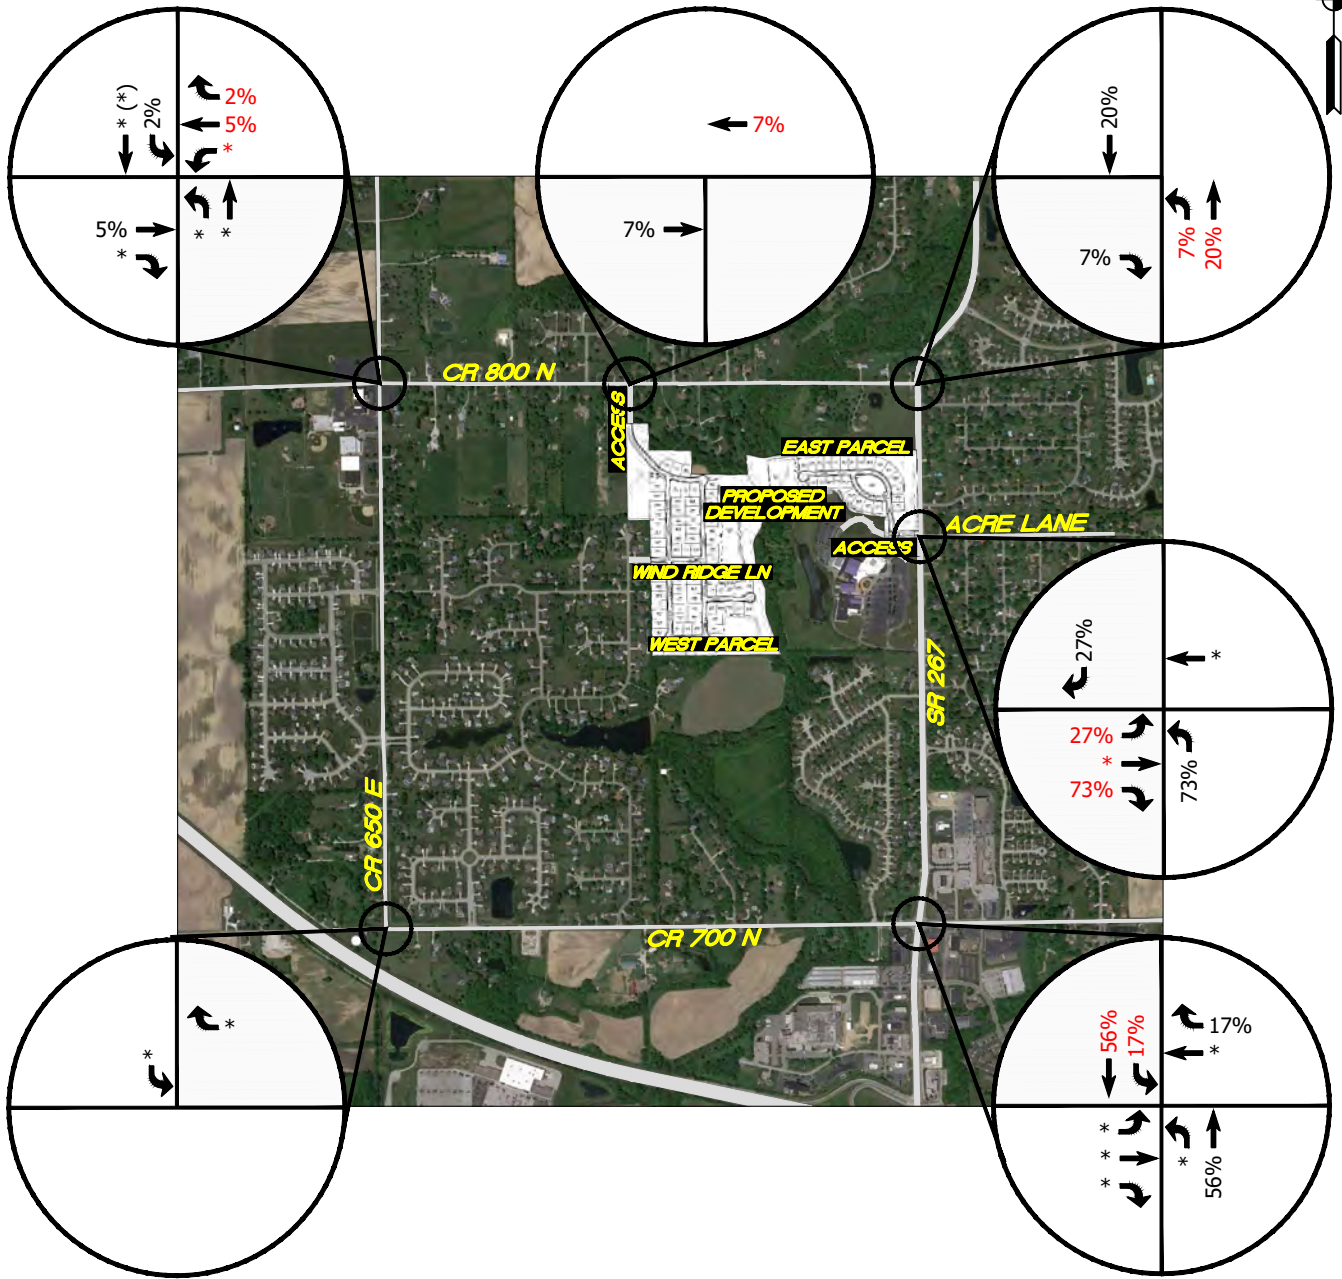 * (*)
2%
2%
5%
*
5%
*
*
*
7%
7%
20%
7%
7%
20%
CR 800 N
ACCESS
EAST PARCEL
PROPOSED
DEVELOPMENT
ACRE LANE
ACCESS
WIND RIDGE LN
WEST PARCEL
SR 267
CR 650 E
CR 700 N
27%
*
27%
*
73%
73%
*
*
56%
17%
17%
*
*
*
*
*
56%